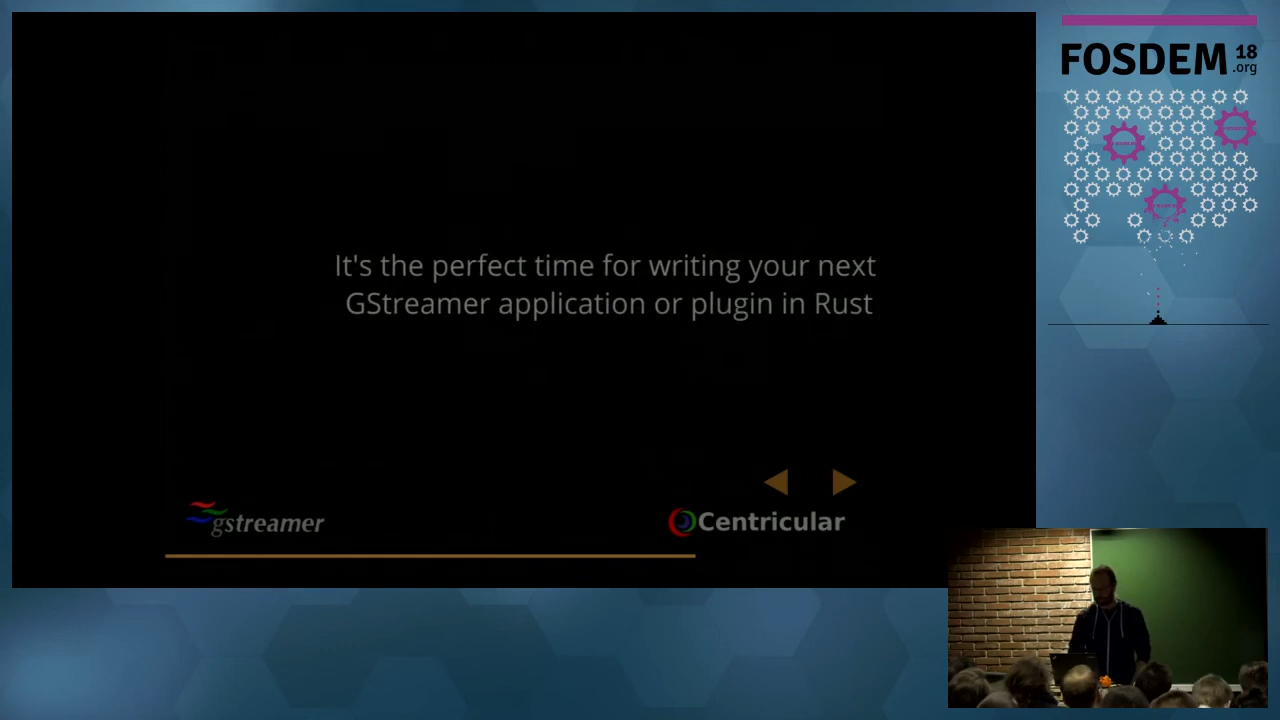 FOSDEM 18
.org
It's the perfect time for writing your next
GStreamer application or plugin in Rust
gstreamer
Centricular